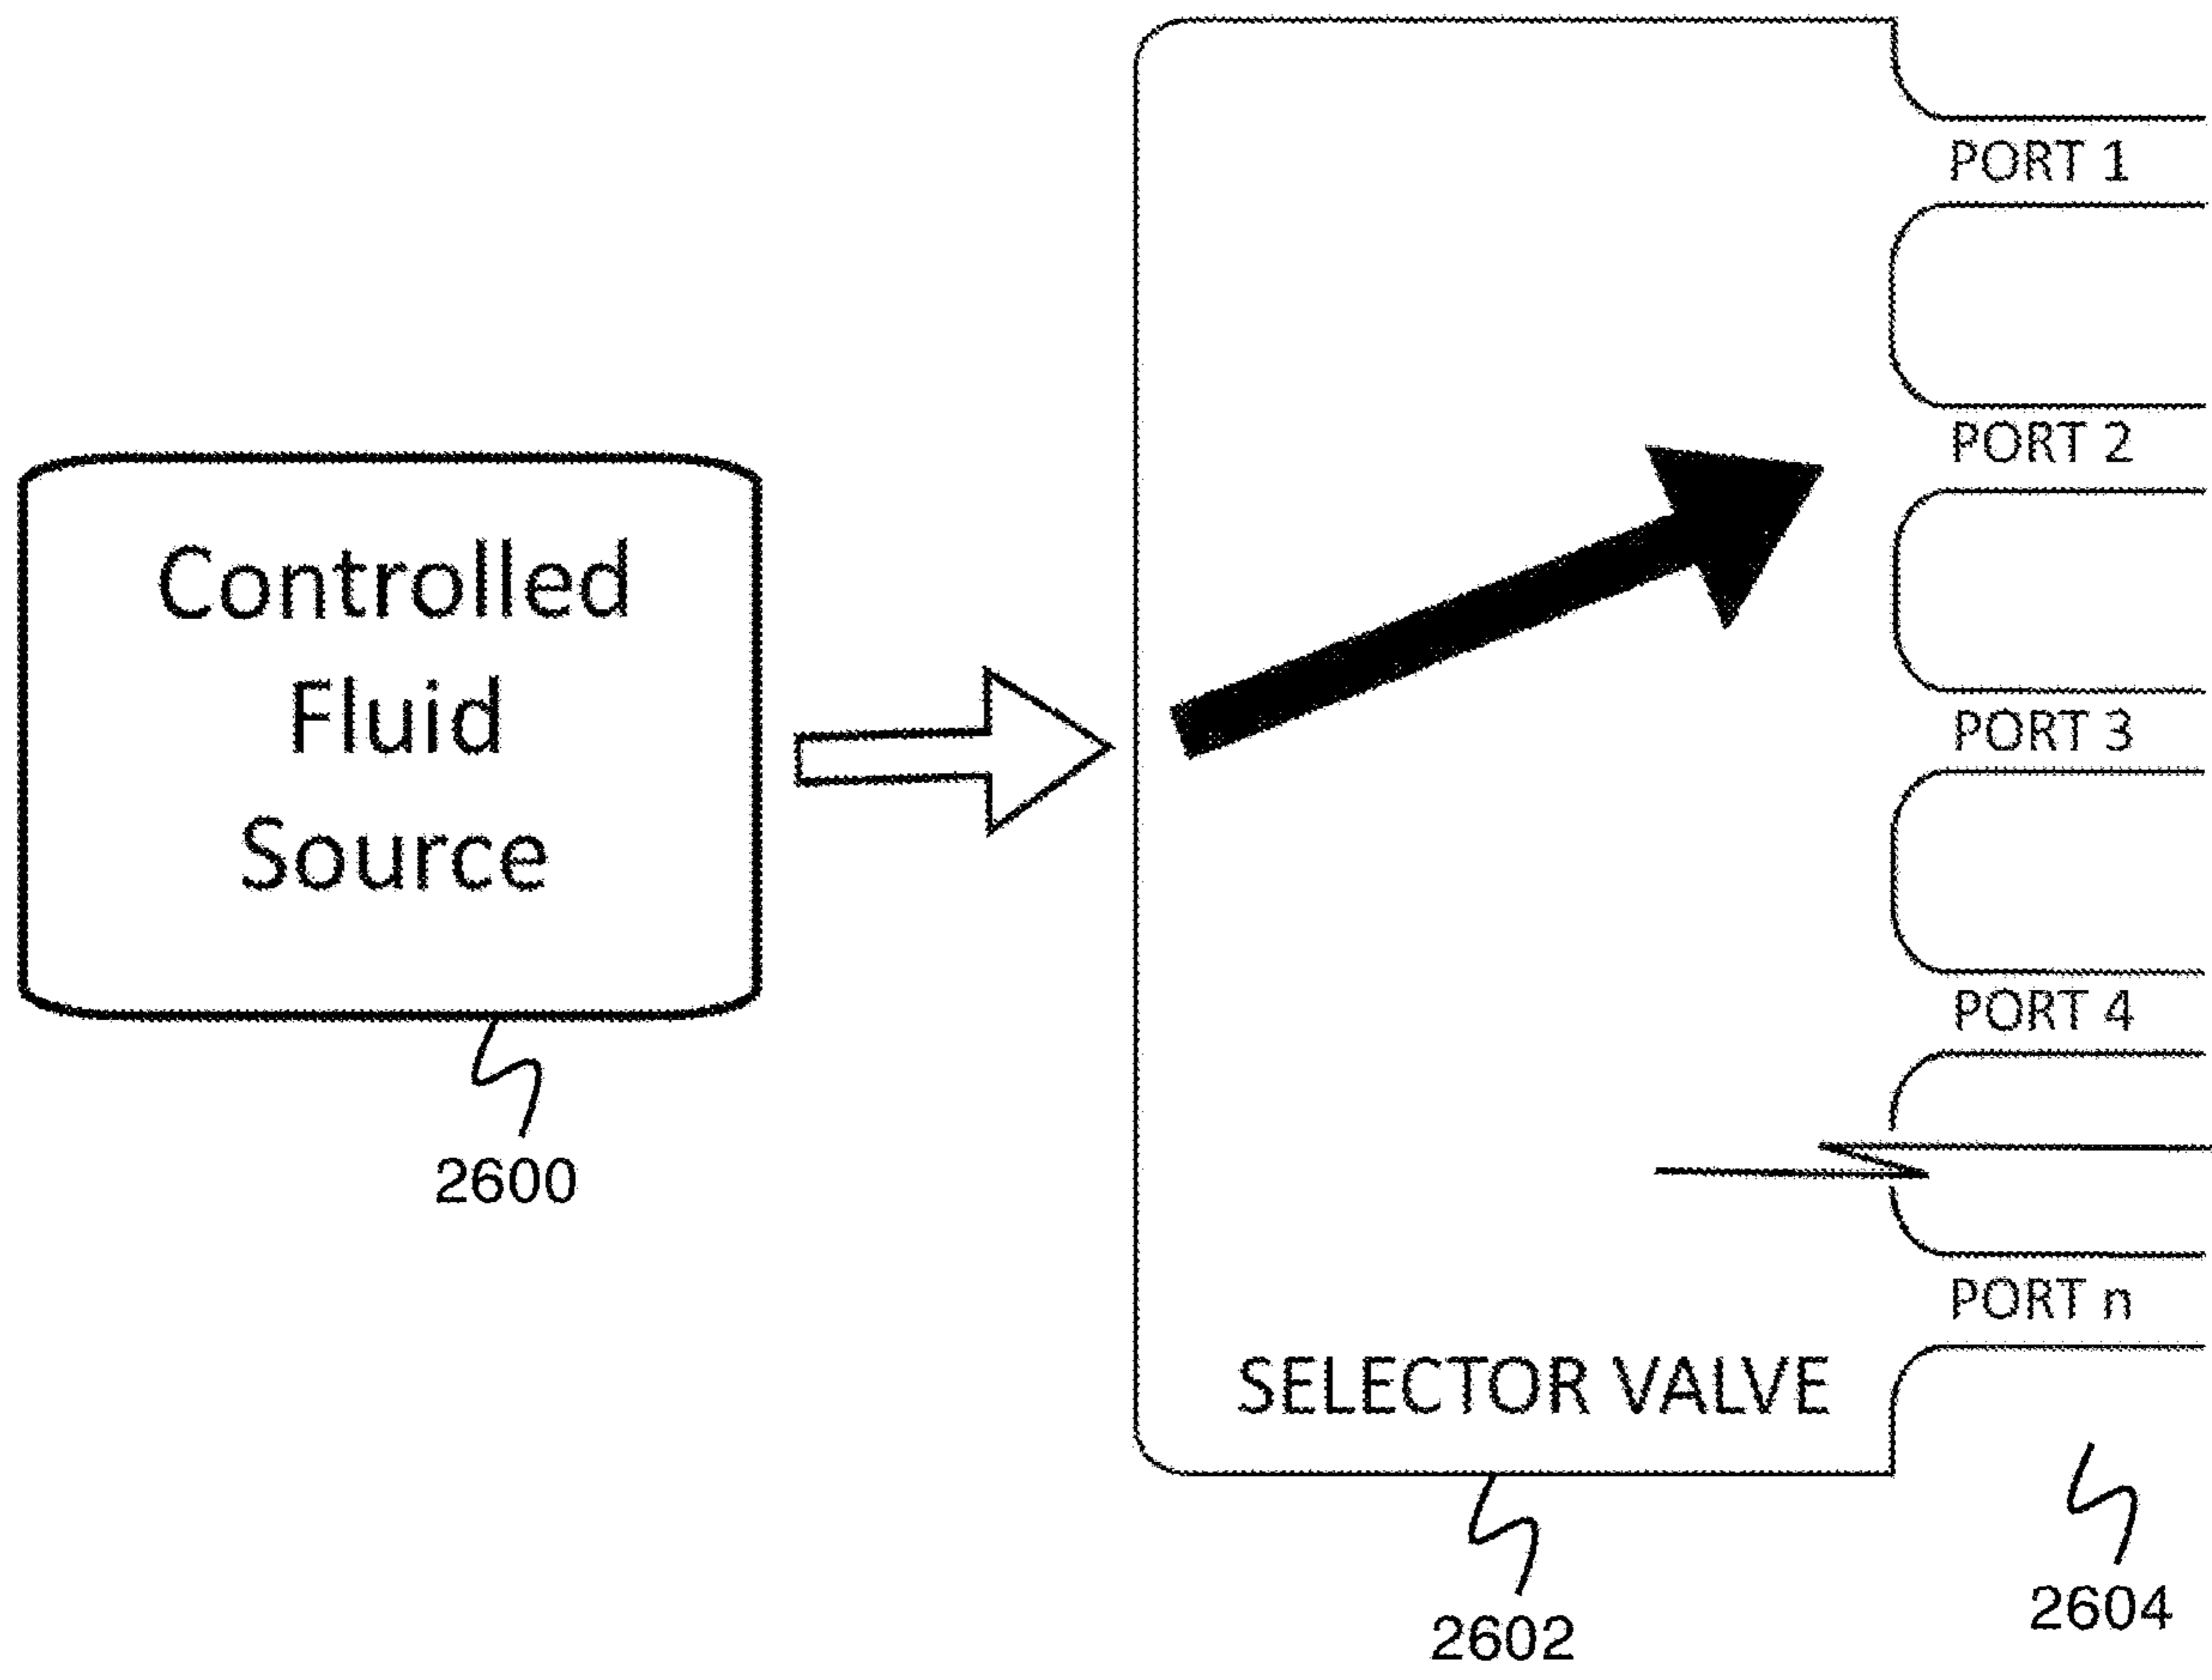 Controlled
Fluid
Source
2600
PORT 1
PORT 2
PORT 3
PORT 4
PORT n
SELECTOR VALVE
2602
2604